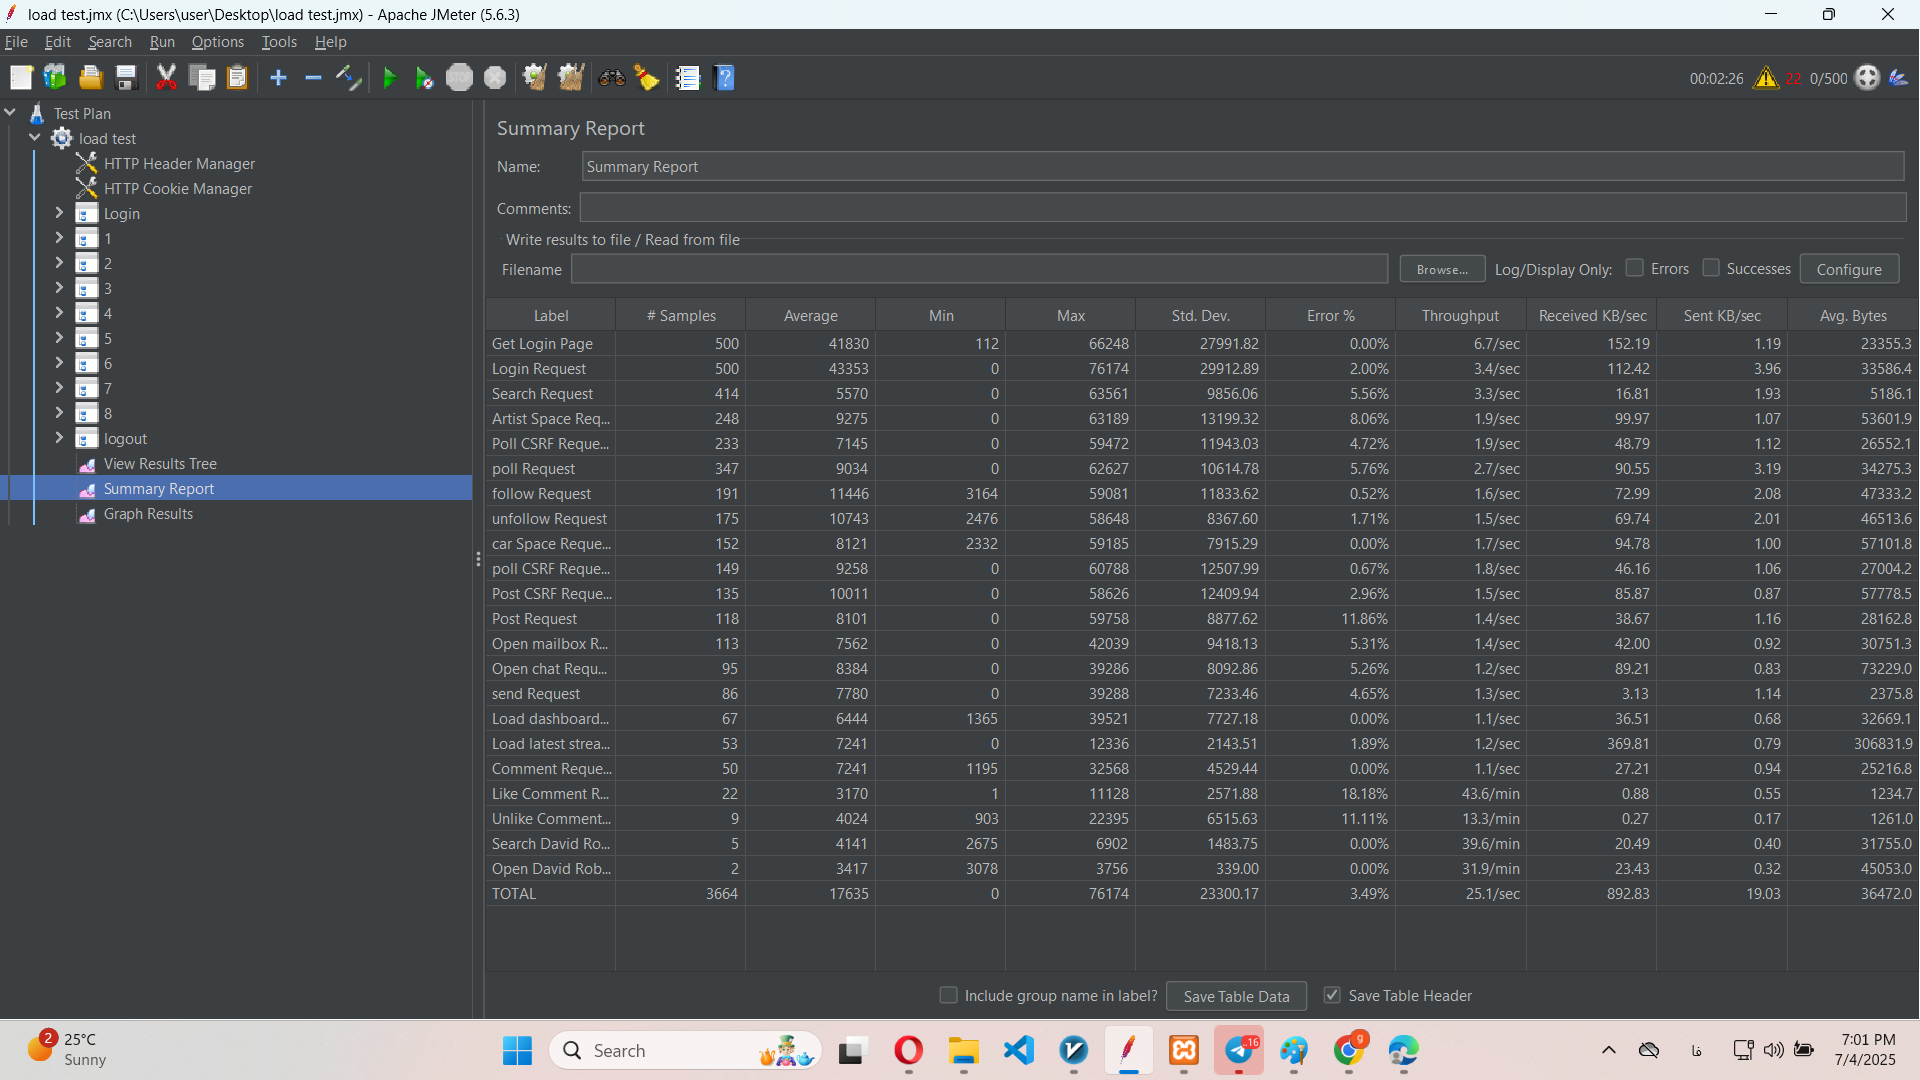 load test.jmx (C:\Users\user\Desktop\load test.jmx) - Apache JMeter (5.6.3)
File Edit Search Run Options Tools Help
00:02:26 22 0/500
Test Plan
load test
HTTP Header Manager
HTTP Cookie Manager
Login
1
2
3
4
5
6
7
8
logout
View Results Tree
Summary Report
Graph Results
Summary Report
Name: Summary Report
Comments:
Write results to file / Read from file
Filename Browse... Log/Display Only: Errors Successes Configure
Label # Samples Average Min Max Std. Dev. Error % Throughput Received KB/sec Sent KB/sec Avg. Bytes
Get Login Page 500 41830 112 66248 27991.82 0.00% 6.7/sec 152.19 1.19 23355.3
Login Request 500 43353 0 76174 29912.89 2.00% 3.4/sec 112.42 3.96 33586.4
Search Request 414 5570 0 63561 9856.06 5.56% 3.3/sec 16.81 1.93 5186.1
Artist Space Req... 248 9275 0 63189 13199.32 8.06% 1.9/sec 99.97 1.07 53601.9
Poll CSRF Reque... 233 7145 0 59472 11943.03 4.72% 1.9/sec 48.79 1.12 26552.1
poll Request 347 9034 0 62627 10614.78 5.76% 2.7/sec 90.55 3.19 34275.3
follow Request 191 11446 3164 59081 11833.62 0.52% 1.6/sec 72.99 2.08 47333.2
unfollow Request 175 10743 2476 58648 8367.60 1.71% 1.5/sec 69.74 2.01 46513.6
car Space Reque... 152 8121 2332 59185 7915.29 0.00% 1.7/sec 94.78 1.00 57101.8
poll CSRF Reque... 149 9258 0 60788 12507.99 0.67% 1.8/sec 46.16 1.06 27004.2
Post CSRF Reque... 135 10011 0 58626 12409.94 2.96% 1.5/sec 85.87 0.87 57778.5
Post Request 118 8101 0 59758 8877.62 11.86% 1.4/sec 38.67 1.16 28162.8
Open mailbox R... 113 7562 0 42039 9418.13 5.31% 1.4/sec 42.00 0.92 30751.3
Open chat Requ... 95 8384 0 39286 8092.86 5.26% 1.2/sec 89.21 0.83 73229.0
send Request 86 7780 0 39288 7233.46 4.65% 1.3/sec 3.13 1.14 2375.8
Load dashboard... 67 6444 1365 39521 7727.18 0.00% 1.1/sec 36.51 0.68 32669.1
Load latest strea... 53 7241 0 12336 2143.51 1.89% 1.2/sec 369.81 0.79 306831.9
Comment Reque... 50 7241 1195 32568 4529.44 0.00% 1.1/sec 27.21 0.94 25216.8
Like Comment R... 22 3170 1 11128 2571.88 18.18% 43.6/min 0.88 0.55 1234.7
Unlike Comment... 9 4024 903 22395 6515.63 11.11% 13.3/min 0.27 0.17 1261.0
Search David Ro... 5 4141 2675 6902 1483.75 0.00% 39.6/min 20.49 0.40 31755.0
Open David Rob... 2 3417 3078 3756 339.00 0.00% 31.9/min 23.43 0.32 45053.0
TOTAL 3664 17635 0 76174 23300.17 3.49% 25.1/sec 892.83 19.03 36472.0
Include group name in label? Save Table Data Save Table Header
2 25°C
Sunny
Search
..16
g
فا
7:01 PM
7/4/2025